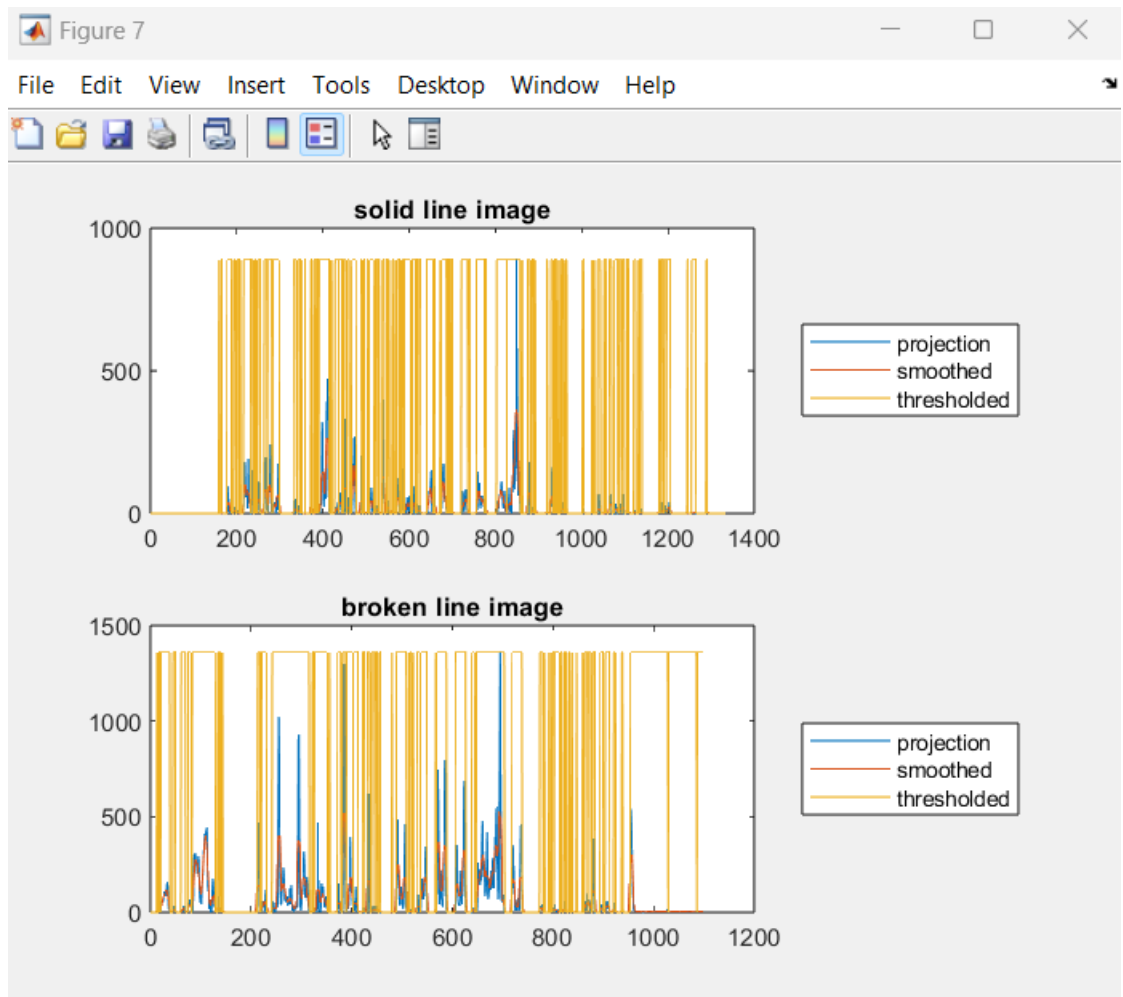 Figure 7
File Edit View Insert Tools Desktop Window Help
solid line image
1000
500
0
0 200 400 600 800 1000 1200 1400
projection
smoothed
thresholded
broken line image
1500
1000
500
0
0 200 400 600 800 1000 1200
projection
smoothed
thresholded